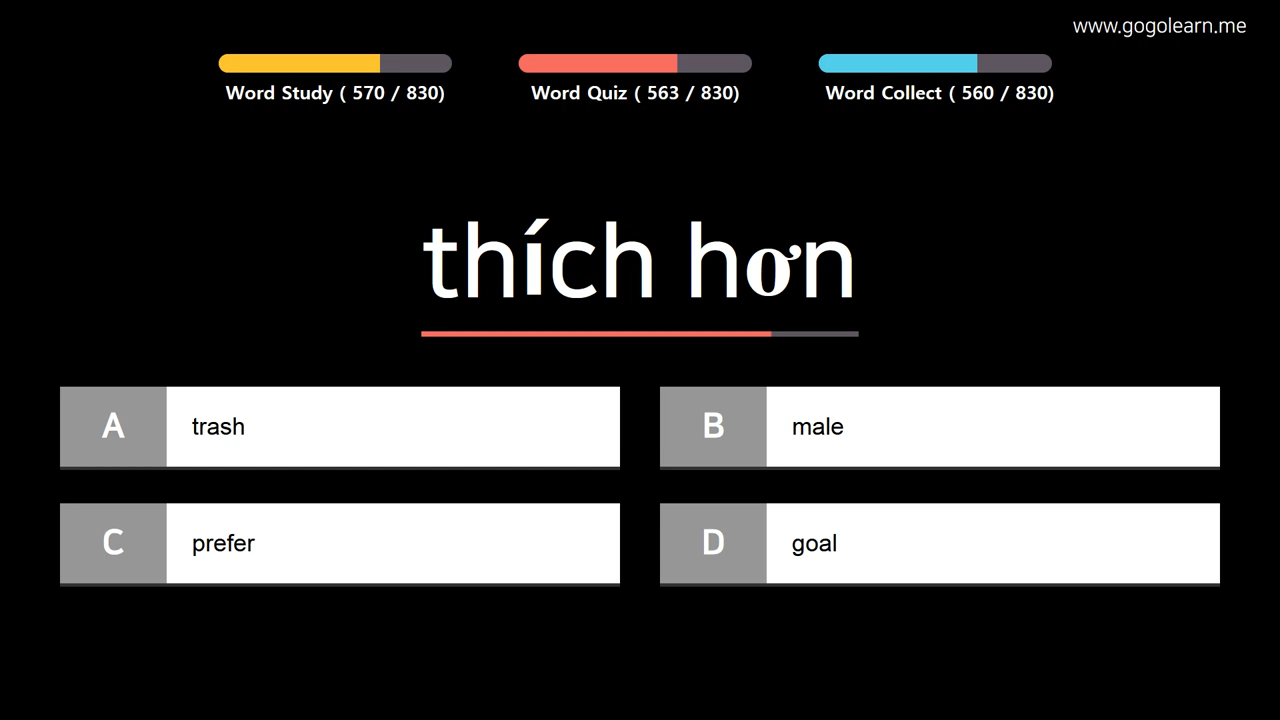 www.gogolearn.me
Word Study ( 570 / 830)
Word Quiz ( 563 / 830)
Word Collect ( 560 / 830)
thích hơn
A
trash
B
male
C
prefer
D
goal